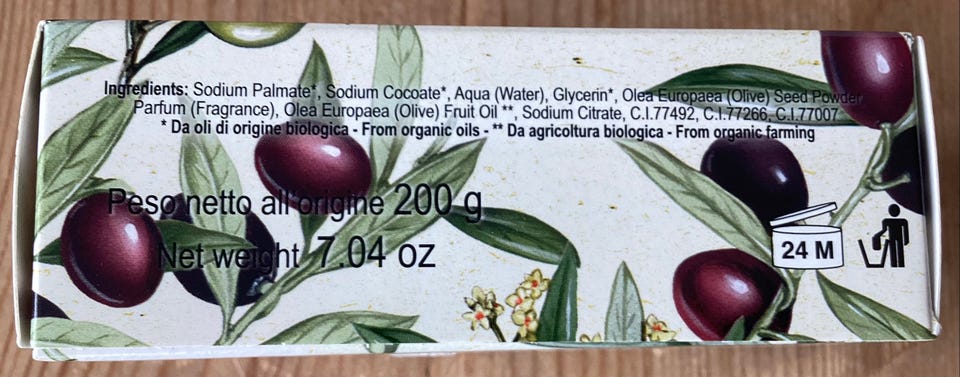 Ingredients: Sodium Palmate*, Sodium Cocoate*, Aqua (Water), Glycerin*, Olea Europaea (Olive) Seed Powder,
Parfum (Fragrance), Olea Europaea (Olive) Fruit Oil **, Sodium Citrate, C.I.77492, C.I.77266, C.I.77007
* Da oli di origine biologica - From organic oils - ** Da agricoltura biologica - From organic farming
Peso netto all'origine 200 g
Net weight 7.04 oz
24 M